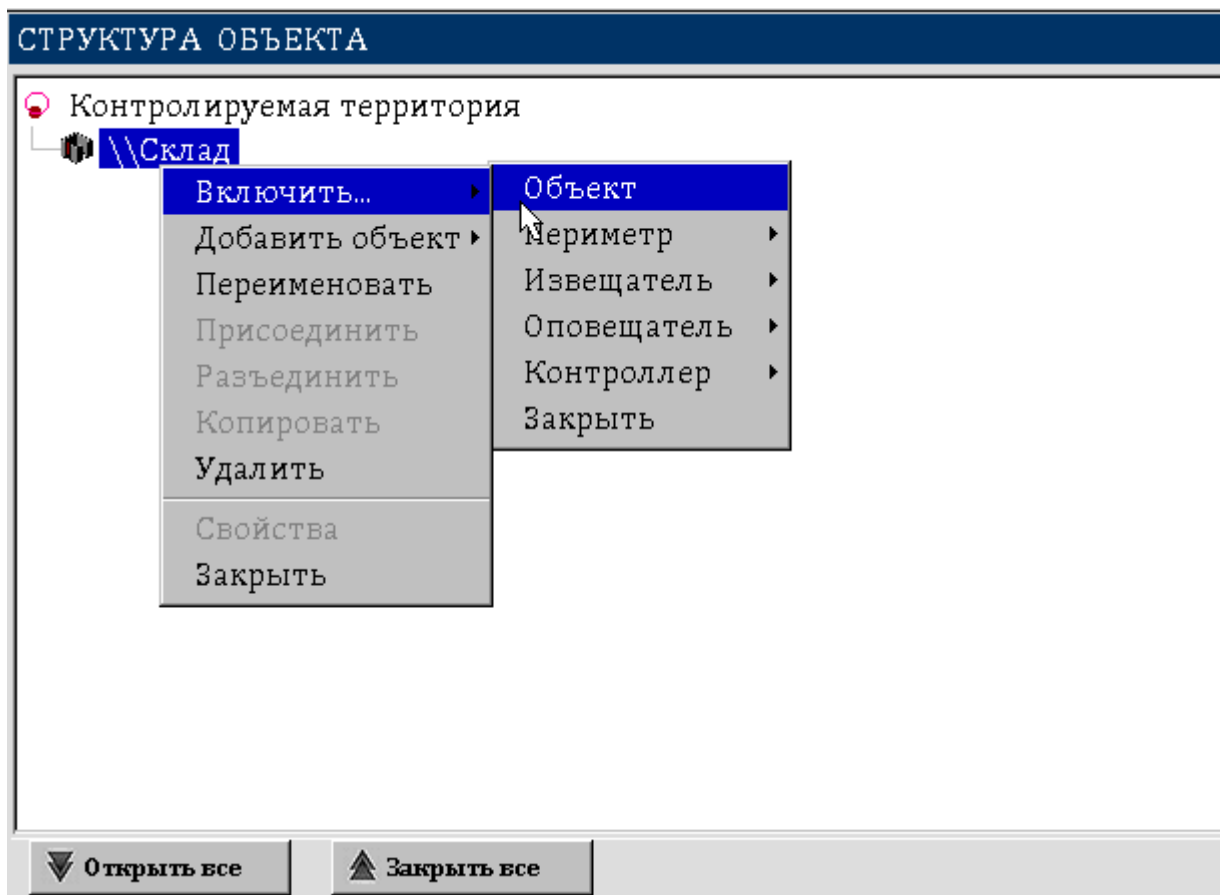 СТРУКТУРА ОБЪЕКТА
Контролируемая территория
\\Склад
Включить...
Добавить объект
Переименовать
Присоединить
Разъединить
Копировать
Удалить
Свойства
Закрыть
Объект
Периметр
Извещатель
Оповещатель
Контроллер
Закрыть
Открыть все
Закрыть все